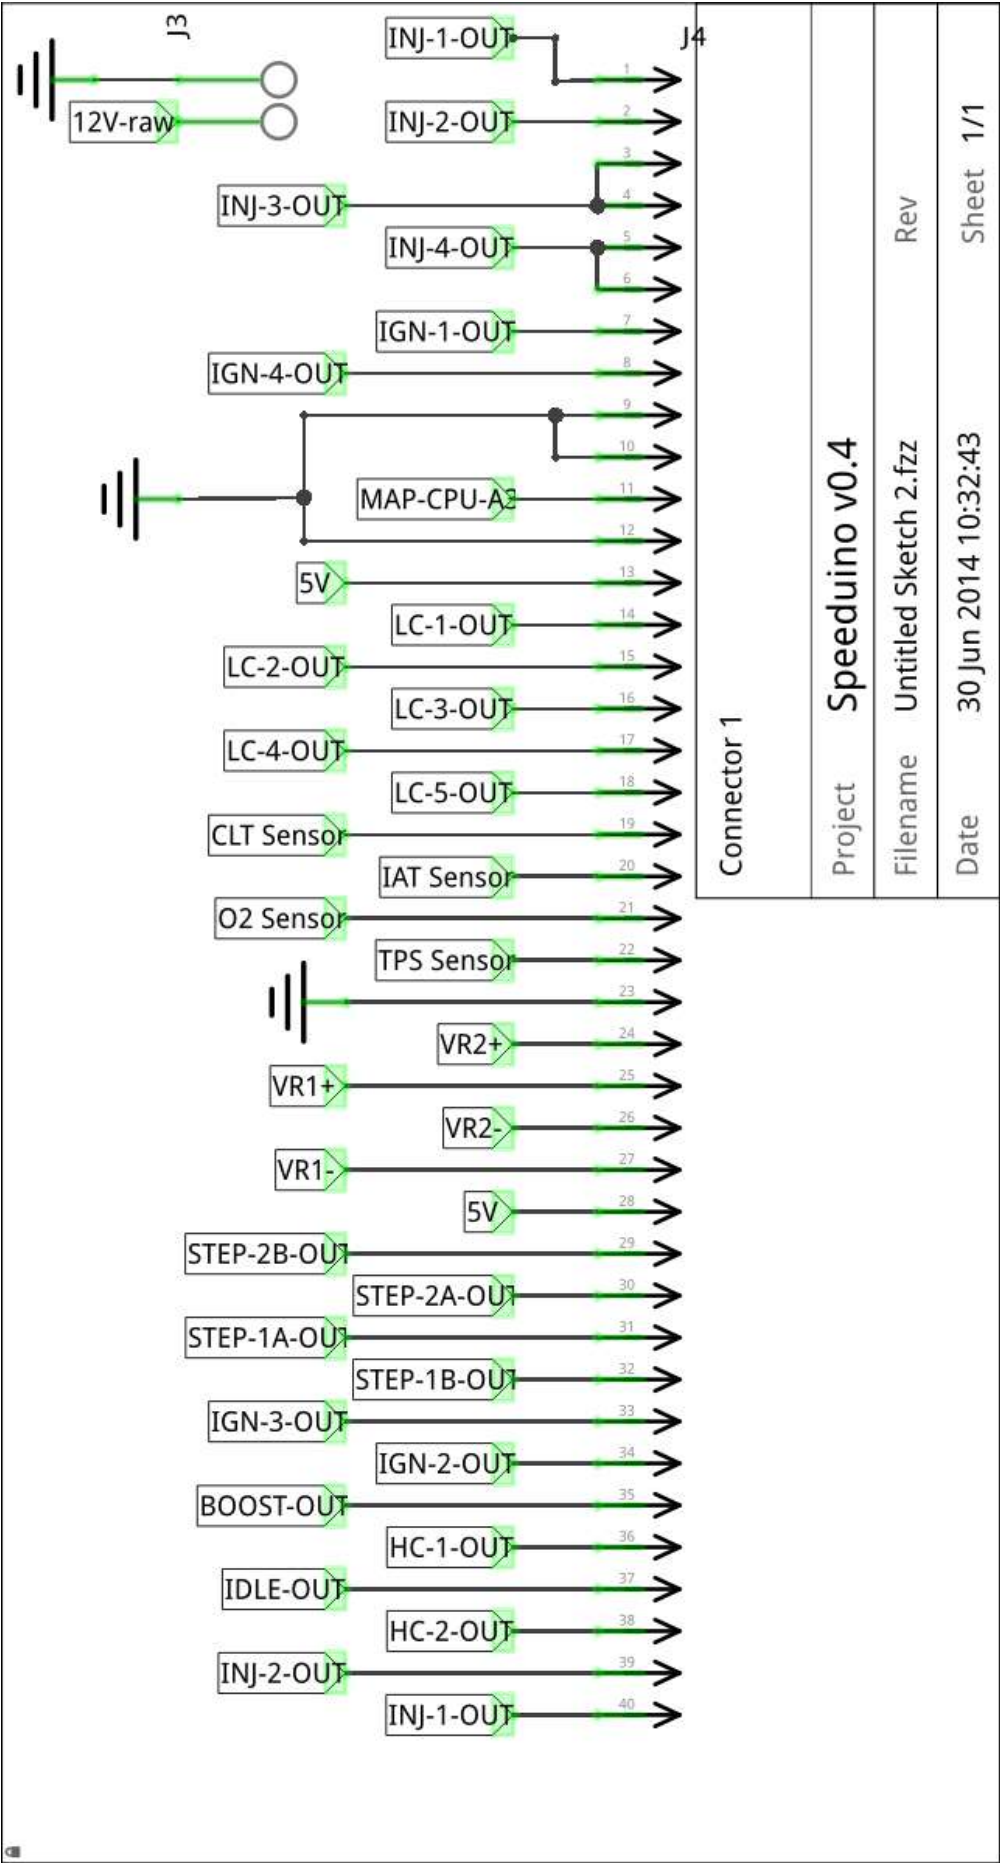 J3
12V-raw
J4
INJ-1-OUT 1
INJ-2-OUT 2
3
INJ-3-OUT 4
INJ-4-OUT 5
6
IGN-1-OUT 7
IGN-4-OUT 8
9
10
MAP-CPU-A3 11
12
5V 13
LC-1-OUT 14
LC-2-OUT 15
LC-3-OUT 16
LC-4-OUT 17
LC-5-OUT 18
CLT Sensor 19
IAT Sensor 20
O2 Sensor 21
TPS Sensor 22
23
VR2+ 24
VR1+ 25
VR2- 26
VR1- 27
5V 28
STEP-2B-OUT 29
STEP-2A-OUT 30
STEP-1A-OUT 31
STEP-1B-OUT 32
IGN-3-OUT 33
IGN-2-OUT 34
BOOST-OUT 35
HC-1-OUT 36
IDLE-OUT 37
HC-2-OUT 38
INJ-2-OUT 39
INJ-1-OUT 40
Connector 1
Project Speeduino v0.4
Filename Untitled Sketch 2.fzz Rev
Date 30 Jun 2014 10:32:43 Sheet 1/1